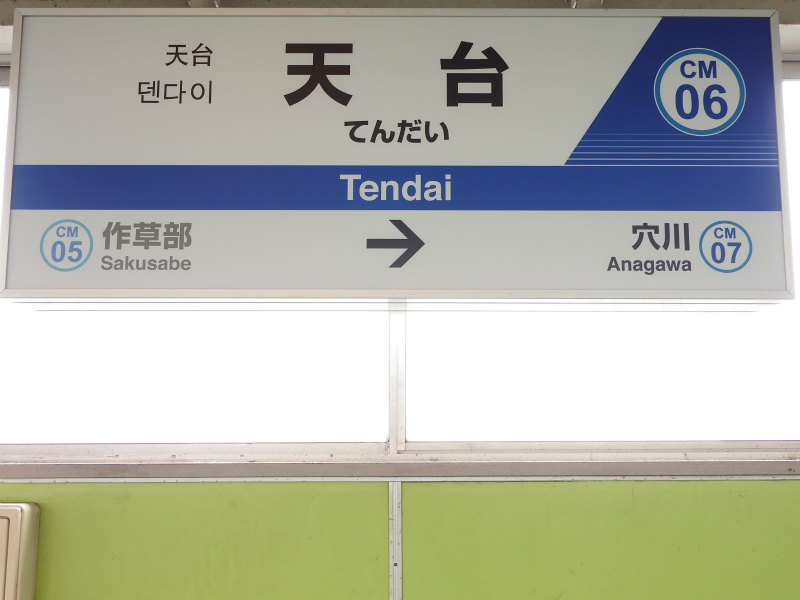 天台
덴다이
天台
てんだい
CM
06
Tendai
CM
05
作草部
Sakusabe
→
穴川
Anagawa
CM
07